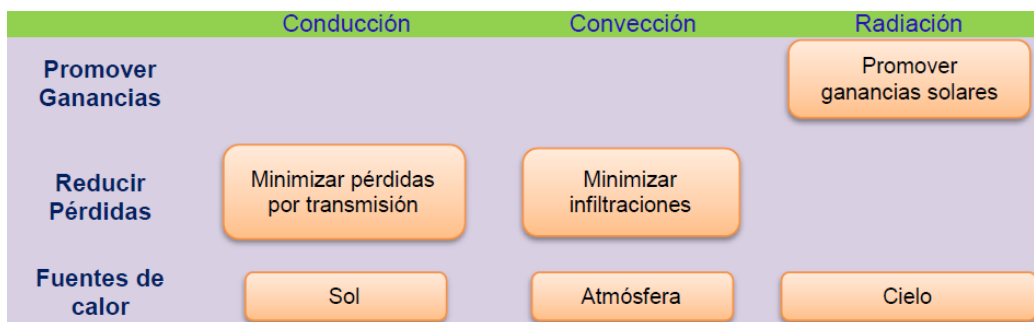 Conducción Convección Radiación
Promover
Ganancias
Promover
ganancias solares
Reducir
Pérdidas
Minimizar pérdidas
por transmisión
Minimizar
infiltraciones
Fuentes de
calor
Sol
Atmósfera
Cielo